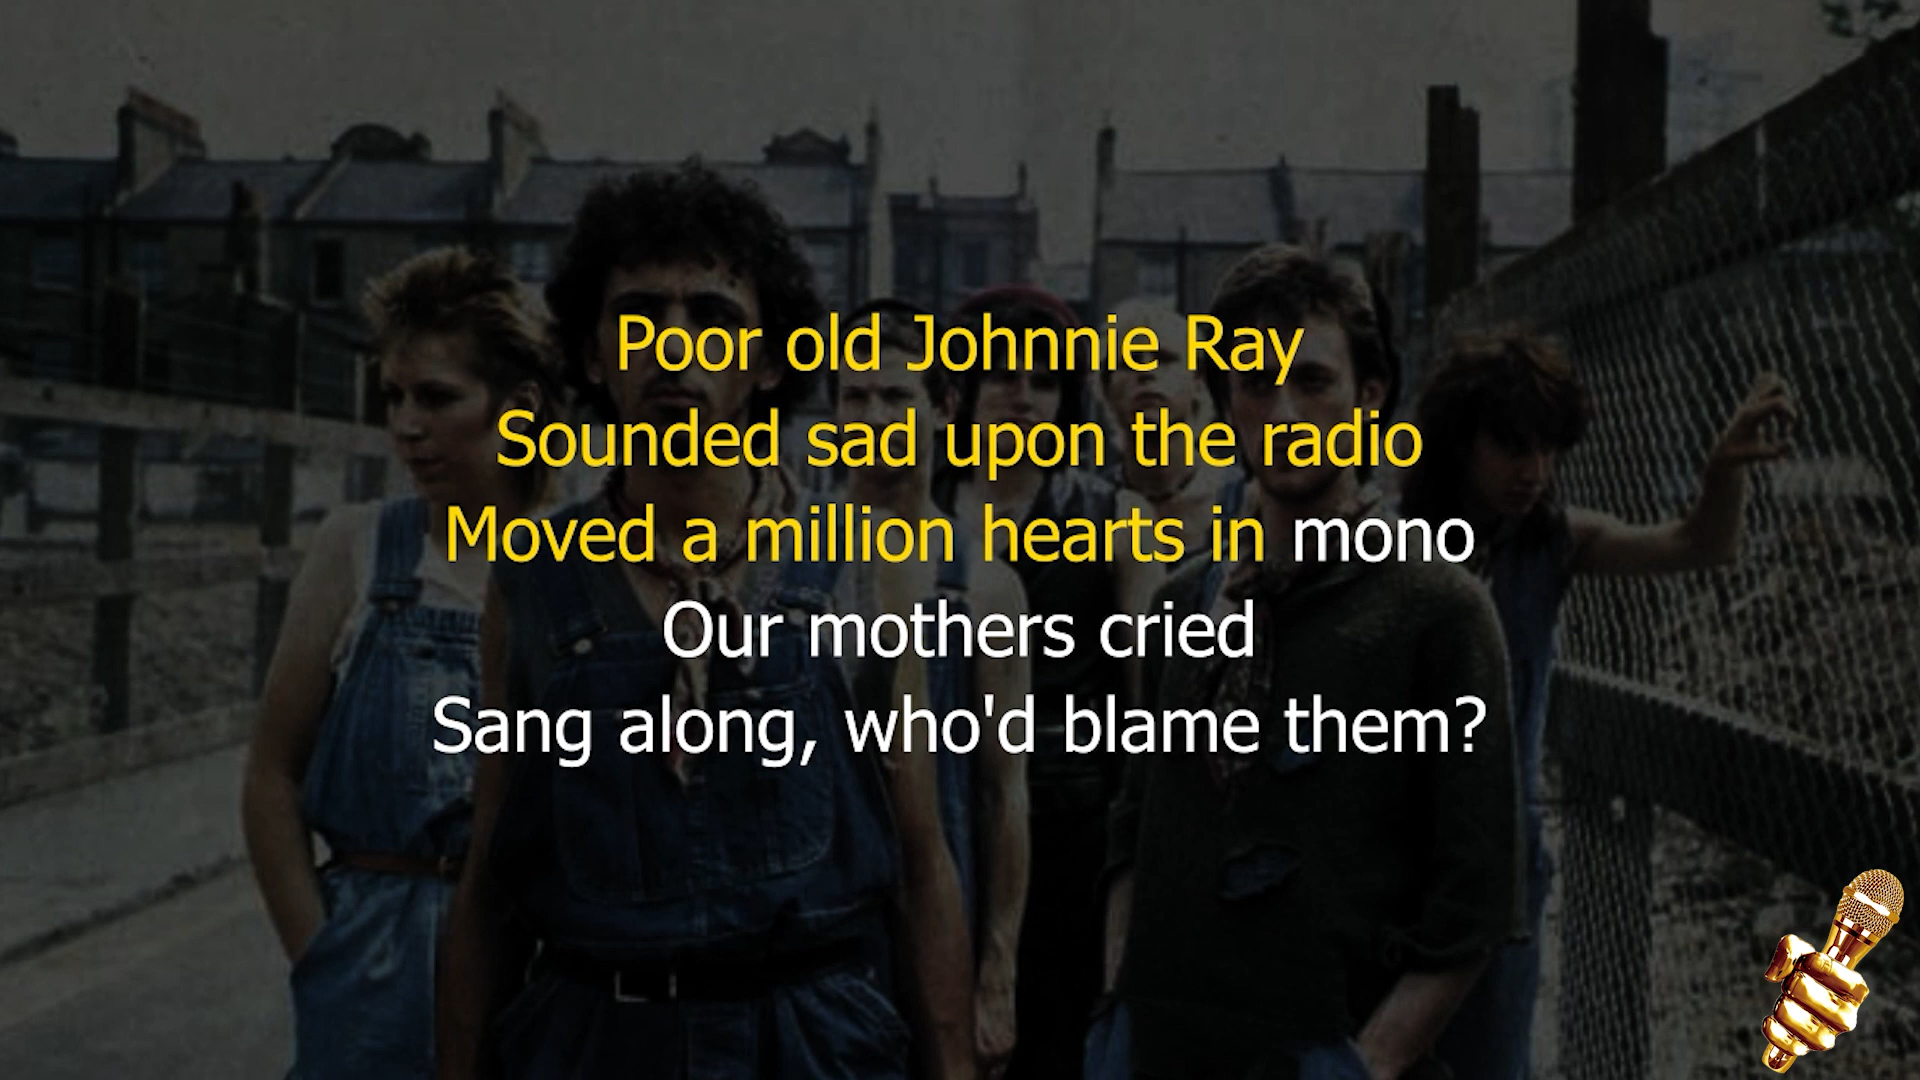 Poor old Johnnie Ray
Sounded sad upon the radio
Moved a million hearts in mono
Our mothers cried
Sang along, who'd blame them?